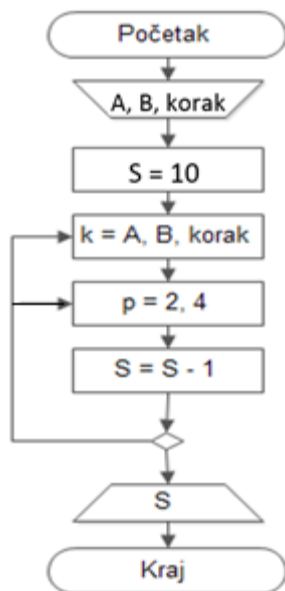 Početak
A, B, korak
S = 10
k = A, B, korak
p = 2, 4
S = S - 1
S
Kraj